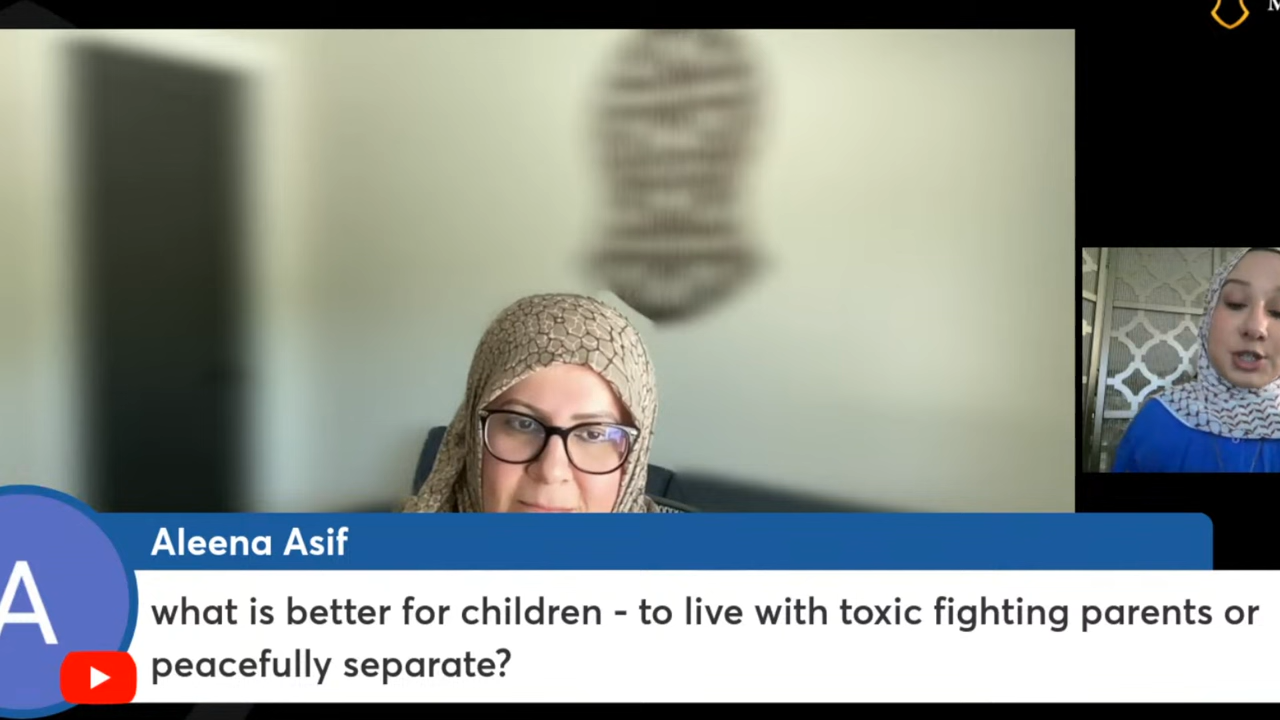 M
Aleena Asif
A
what is better for children - to live with toxic fighting parents or
peacefully separate?